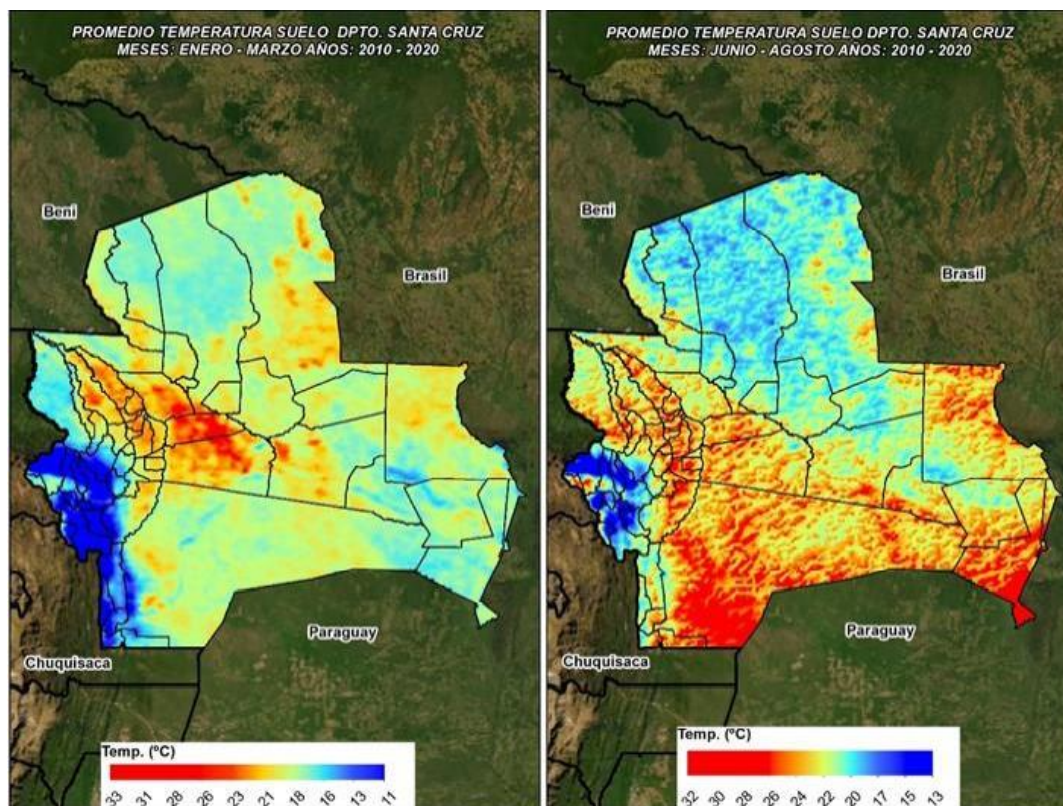 PROMEDIO TEMPERATURA SUELO DPTO. SANTA CRUZ
MESES: ENERO - MARZO AÑOS: 2010 - 2020
Beni
Brasil
Paraguay
Chuquisaca
Temp. (ºC)
33 31 28 26 23 21 18 16 13 11
PROMEDIO TEMPERATURA SUELO DPTO. SANTA CRUZ
MESES: JUNIO - AGOSTO AÑOS: 2010 - 2020
Beni
Brasil
Paraguay
Chuquisaca
Temp. (ºC)
32 30 28 26 24 22 20 17 15 13